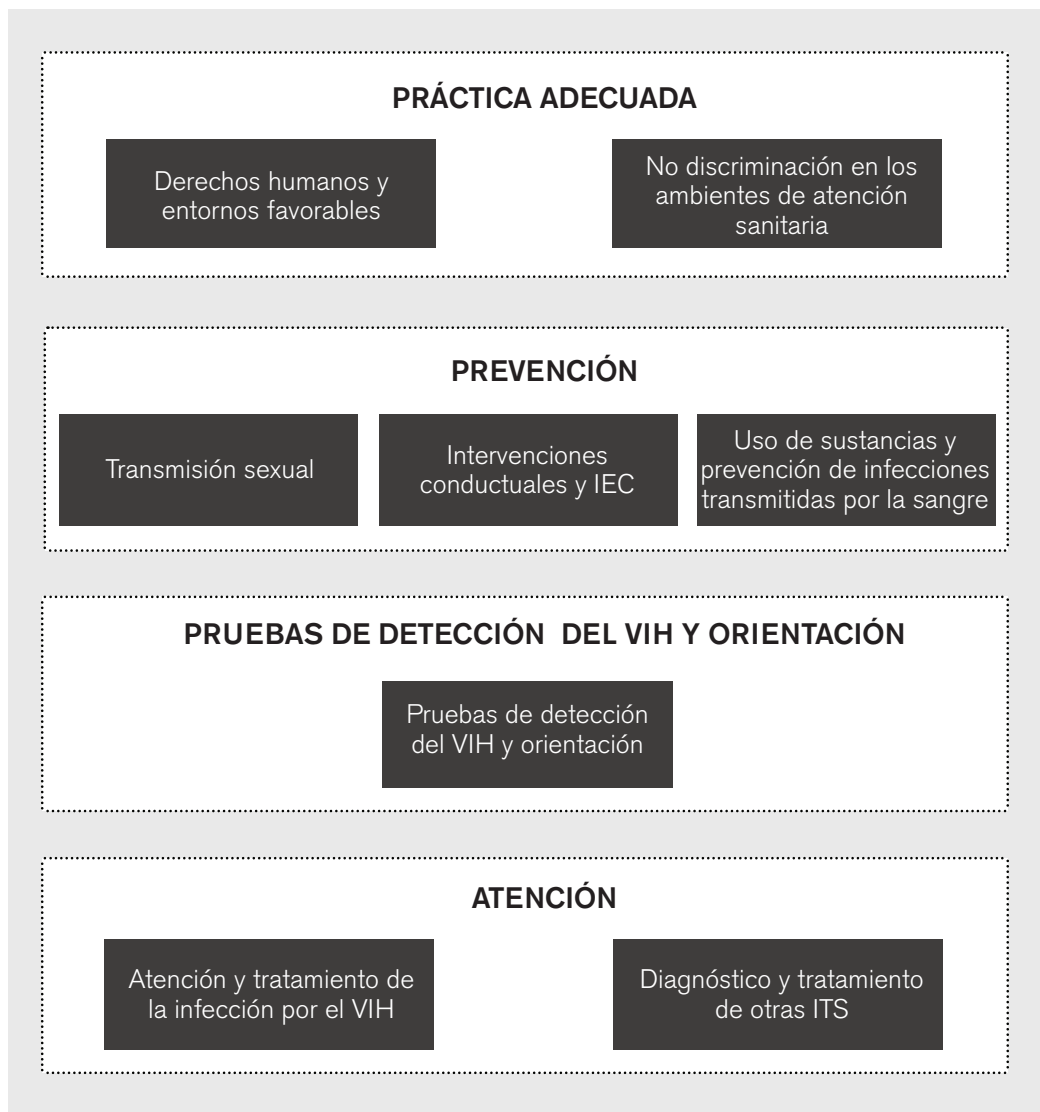 PRÁCTICA ADECUADA
Derechos humanos y
entornos favorables
No discriminación en los
ambientes de atención
sanitaria
PREVENCIÓN
Transmisión sexual
Intervenciones
conductuales y IEC
Uso de sustancias y
prevención de infecciones
transmitidas por la sangre
PRUEBAS DE DETECCIÓN DEL VIH Y ORIENTACIÓN
Pruebas de detección
del VIH y orientación
ATENCIÓN
Atención y tratamiento de
la infección por el VIH
Diagnóstico y tratamiento
de otras ITS